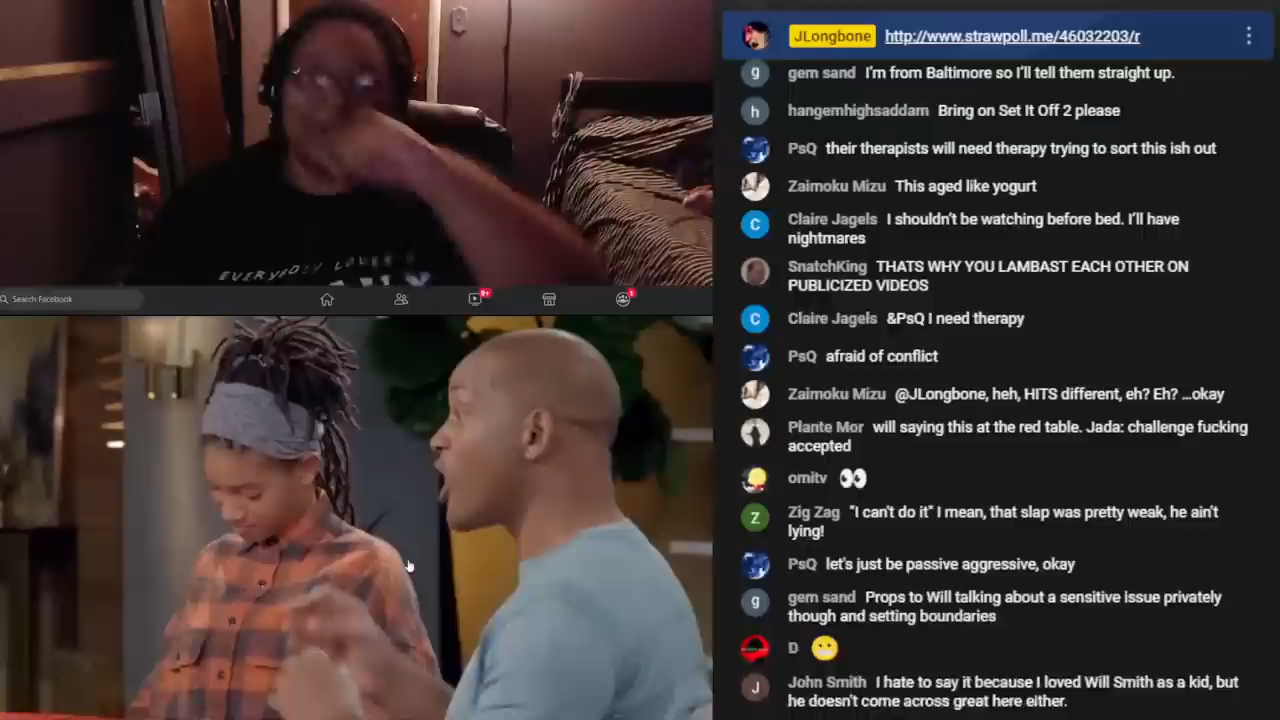 EVERYBODY LOVES
Search Facebook
9+
1
JLongbone http://www.strawpoll.me/46032203/r
gem sand I'm from Baltimore so I'll tell them straight up.
hangemhighsaddam Bring on Set It Off 2 please
PsQ their therapists will need therapy trying to sort this ish out
Zaimoku Mizu This aged like yogurt
Claire Jagels I shouldn't be watching before bed. I'll have
nightmares
SnatchKing THATS WHY YOU LAMBAST EACH OTHER ON
PUBLICIZED VIDEOS
Claire Jagels &PsQ I need therapy
PsQ afraid of conflict
Zaimoku Mizu @JLongbone, heh, HITS different, eh? Eh? ...okay
Plante Mor will saying this at the red table. Jada: challenge fucking
accepted
omitv 👀
Zig Zag "I can't do it" I mean, that slap was pretty weak, he ain't
lying!
PsQ let's just be passive aggressive, okay
gem sand Props to Will talking about a sensitive issue privately
though and setting boundaries
D 😬
John Smith I hate to say it because I loved Will Smith as a kid, but
he doesn't come across great here either.
g
h
C
C
Z
g
J